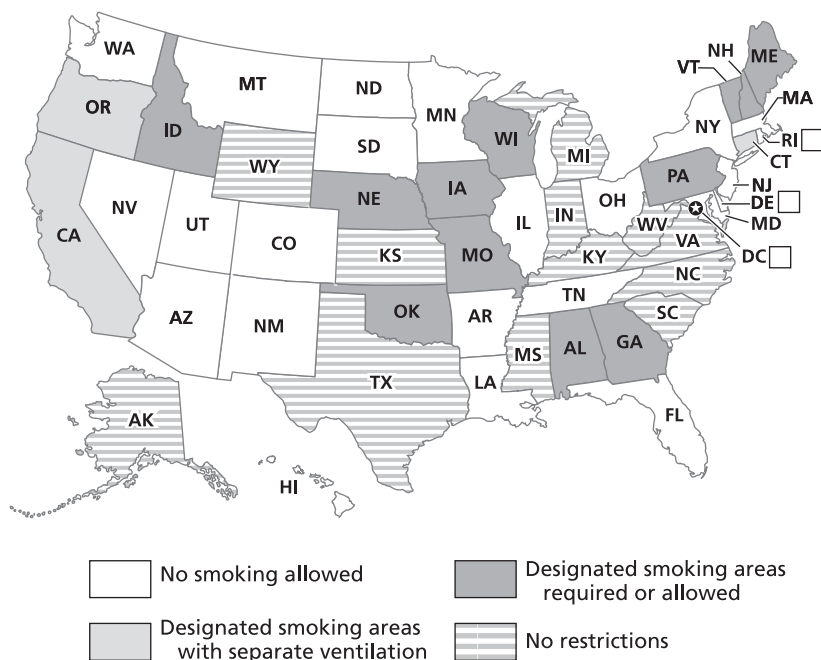 WA
MT
ND
MN
OR
ID
SD
WY
WI
MI
NY
VT
NH
ME
MA
RI
CT
NV
UT
CO
NE
IA
IL
IN
OH
PA
NJ
DE
MD
DC
CA
KS
MO
KY
WV
VA
AZ
NM
OK
AR
TN
NC
SC
TX
LA
MS
AL
GA
FL
AK
HI
No smoking allowed
Designated smoking areas
with separate ventilation
Designated smoking areas
required or allowed
No restrictions